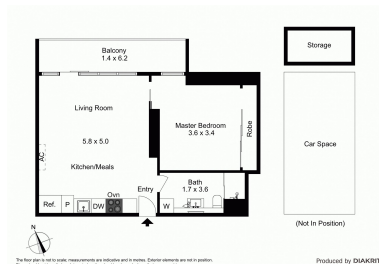 Balcony
1.4 x 6.2
Storage
Living Room
Master Bedroom
3.6 x 3.4
Robe
5.8 x 5.0
Car Space
AC
Kitchen/Meals
Bath
1.7 x 3.6
Ovn
Entry
Ref. P DW W
(Not In Position)
N
The floor plan is not to scale; measurements are indicative and in metres. Exterior elements are not in position.
Produced by DIAKRIT